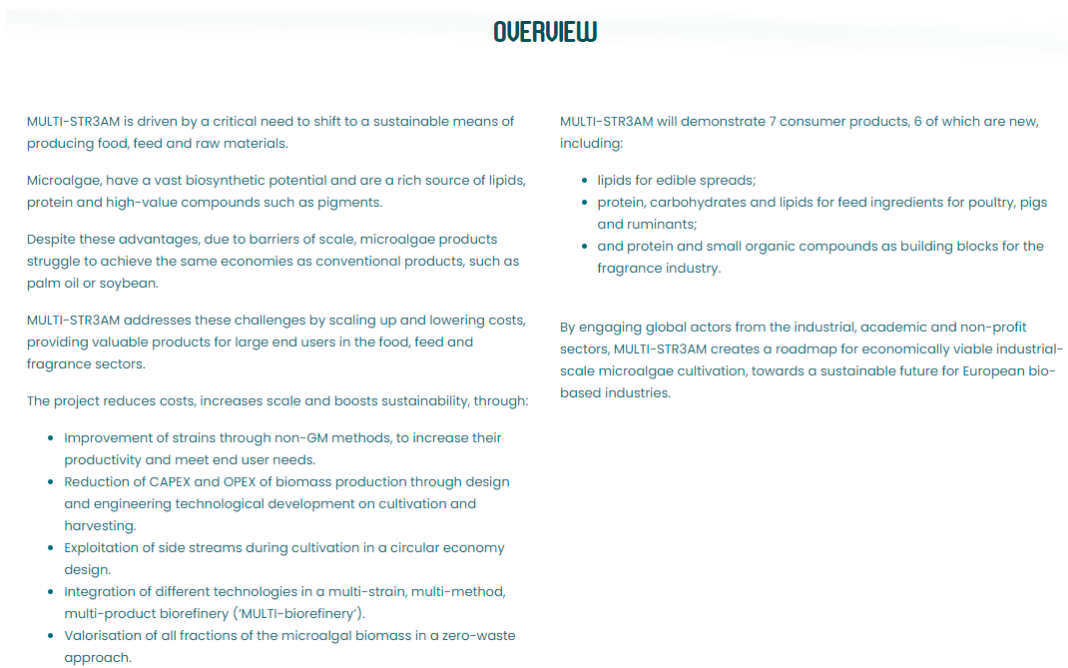 OVERVIEW
MULTI-STR3AM is driven by a critical need to shift to a sustainable means of
producing food, feed and raw materials.
Microalgae, have a vast biosynthetic potential and are a rich source of lipids,
protein and high-value compounds such as pigments.
Despite these advantages, due to barriers of scale, microalgae products
struggle to achieve the same economies as conventional products, such as
palm oil or soybean.
MULTI-STR3AM addresses these challenges by scaling up and lowering costs,
providing valuable products for large end users in the food, feed and
fragrance sectors.
The project reduces costs, increases scale and boosts sustainability, through:
• Improvement of strains through non-GM methods, to increase their
productivity and meet end user needs.
• Reduction of CAPEX and OPEX of biomass production through design
and engineering technological development on cultivation and
harvesting.
• Exploitation of side streams during cultivation in a circular economy
design.
• Integration of different technologies in a multi-strain, multi-method,
multi-product biorefinery (‘MULTI-biorefinery’).
• Valorisation of all fractions of the microalgal biomass in a zero-waste
approach.
MULTI-STR3AM will demonstrate 7 consumer products, 6 of which are new,
including:
• lipids for edible spreads;
• protein, carbohydrates and lipids for feed ingredients for poultry, pigs
and ruminants;
• and protein and small organic compounds as building blocks for the
fragrance industry.
By engaging global actors from the industrial, academic and non-profit
sectors, MULTI-STR3AM creates a roadmap for economically viable industrial-
scale microalgae cultivation, towards a sustainable future for European bio-
based industries.